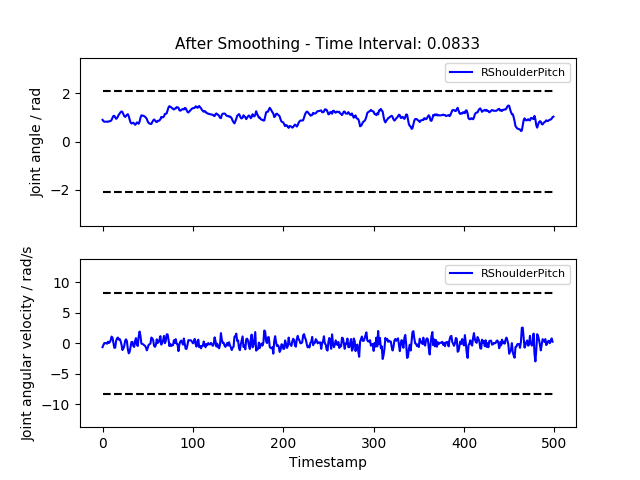 After Smoothing - Time Interval: 0.0833
RShoulderPitch
Joint angle / rad
2
0
−2
RShoulderPitch
Joint angular velocity / rad/s
10
5
0
−5
−10
0 100 200 300 400 500
Timestamp